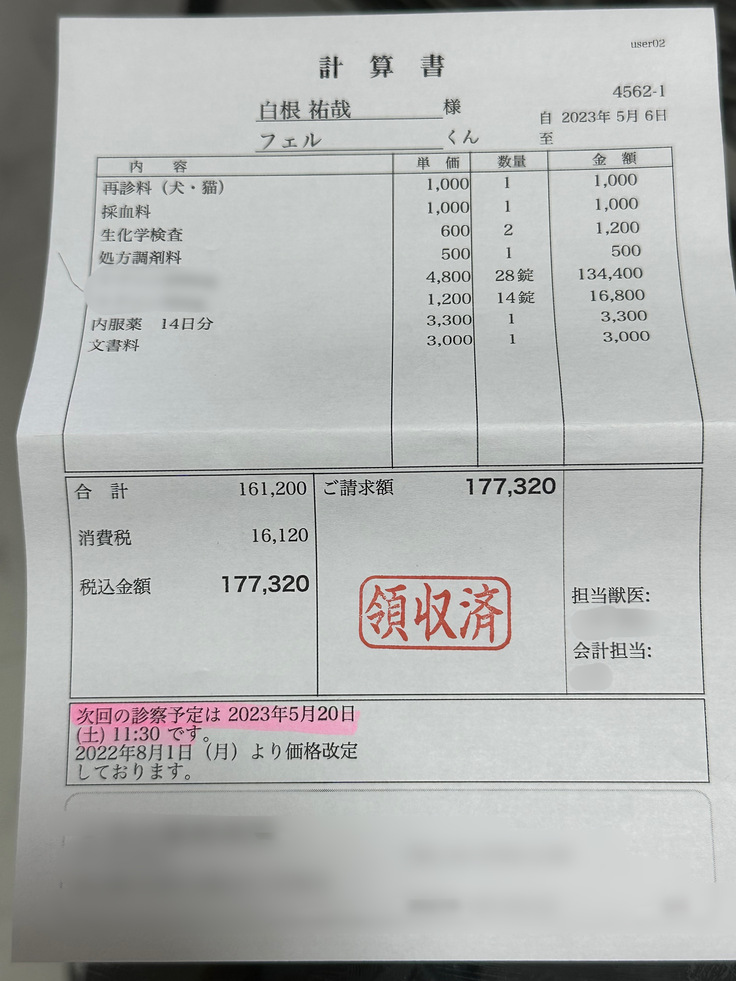 user02
計算書
4562-1
白根 祐哉 様
自 2023年 5月 6日
フェル くん
至
内 容 単 価 数量 金 額
再診料（犬・猫） 1,000 1 1,000
採血料 1,000 1 1,000
生化学検査 600 2 1,200
処方調剤料 500 1 500
4,800 28錠 134,400
1,200 14錠 16,800
内服薬 14日分 3,300 1 3,300
文書料 3,000 1 3,000
合 計 161,200 ご請求額 177,320
消費税 16,120
税込金額 177,320
領収済
担当獣医:
会計担当:
次回の診察予定は 2023年5月20日
(土) 11:30 です。
2022年8月1日（月）より価格改定
しております。